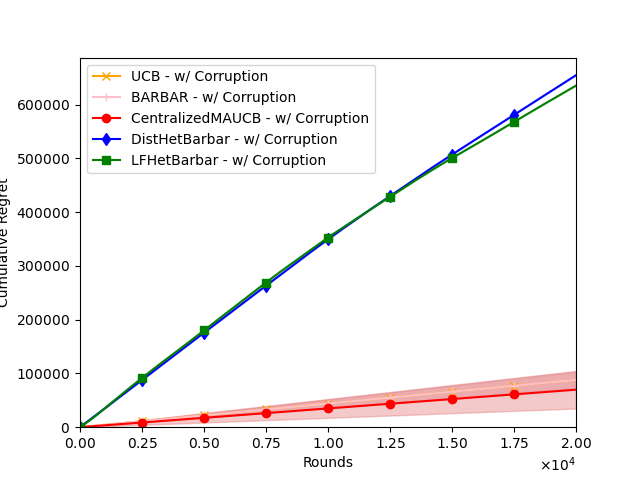 UCB - w/ Corruption
BARBAR - w/ Corruption
CentralizedMAUCB - w/ Corruption
DistHetBarbar - w/ Corruption
LFHetBarbar - w/ Corruption
Cumulative Regret
600000
500000
400000
300000
200000
100000
0
0.00 0.25 0.50 0.75 1.00 1.25 1.50 1.75 2.00
Rounds
×10⁴